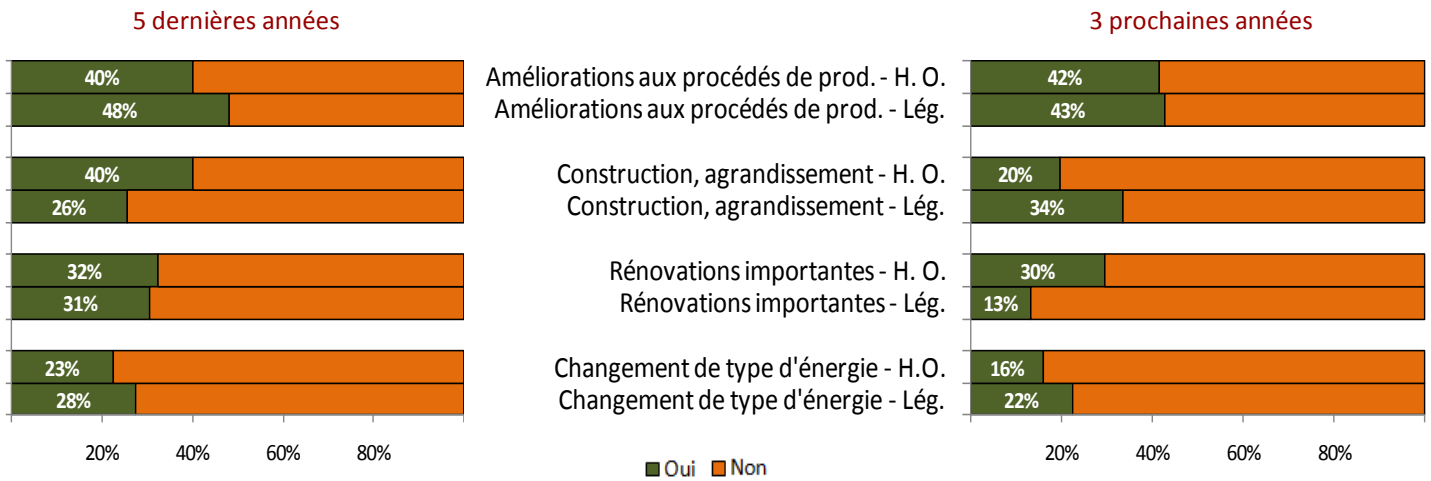 5 dernières années
3 prochaines années
40% Améliorations aux procédés de prod. - H. O. 42%
48% Améliorations aux procédés de prod. - Lég. 43%
40% Construction, agrandissement - H. O. 20%
26% Construction, agrandissement - Lég. 34%
32% Rénovations importantes - H. O. 30%
31% Rénovations importantes - Lég. 13%
23% Changement de type d'énergie - H.O. 16%
28% Changement de type d'énergie - Lég. 22%
20% 40% 60% 80%
20% 40% 60% 80%
Oui Non